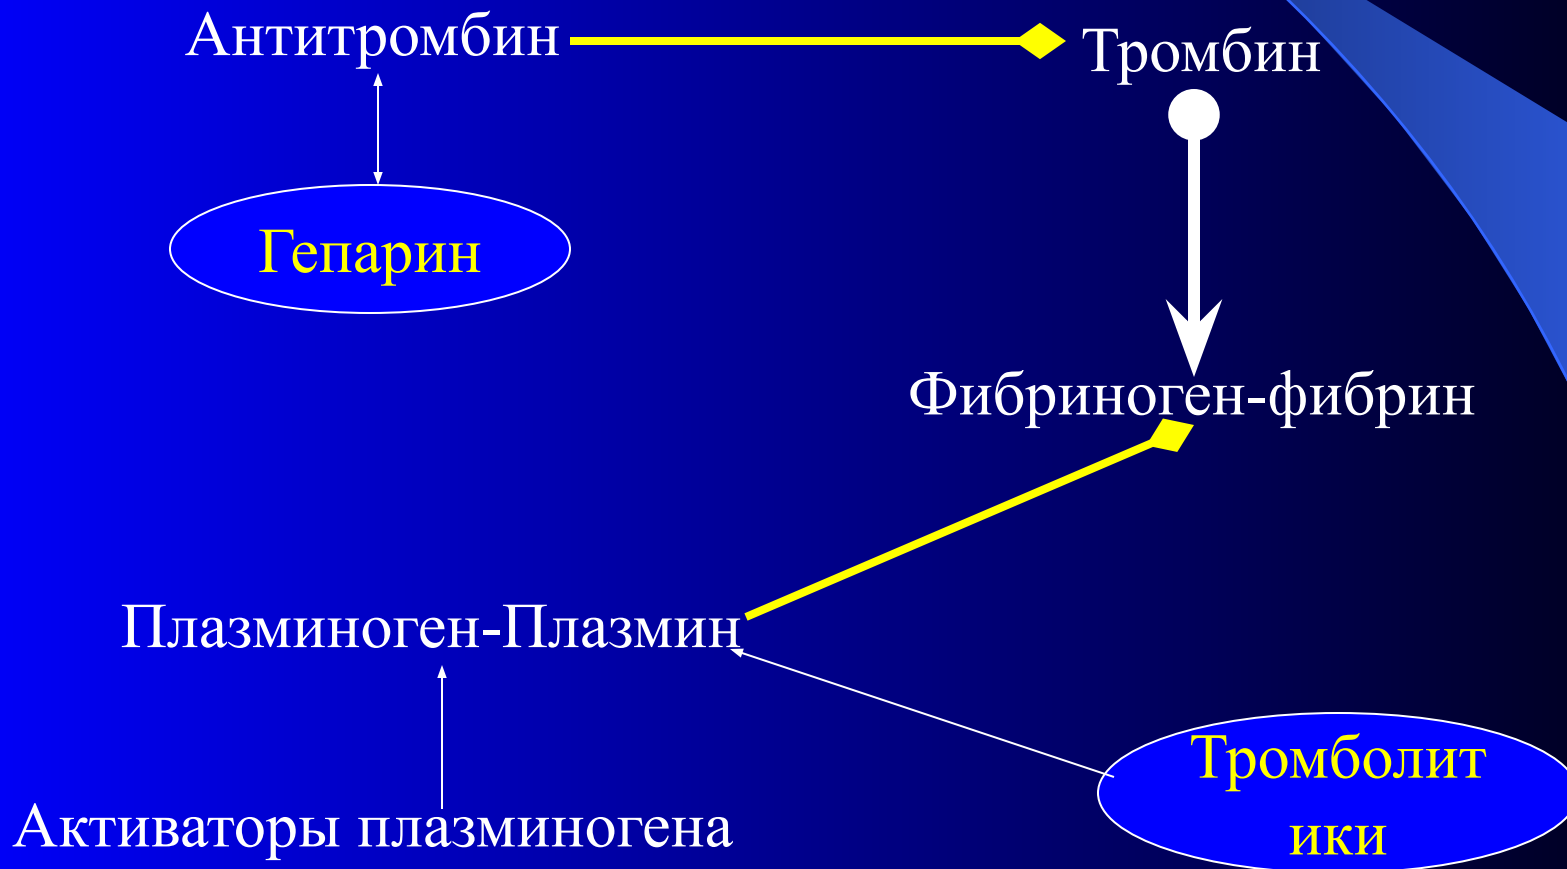 Антитромбин
Тромбин
Гепарин
Фибриноген-фибрин
Плазминоген-Плазмин
Тромболит
ики
Активаторы плазминогена